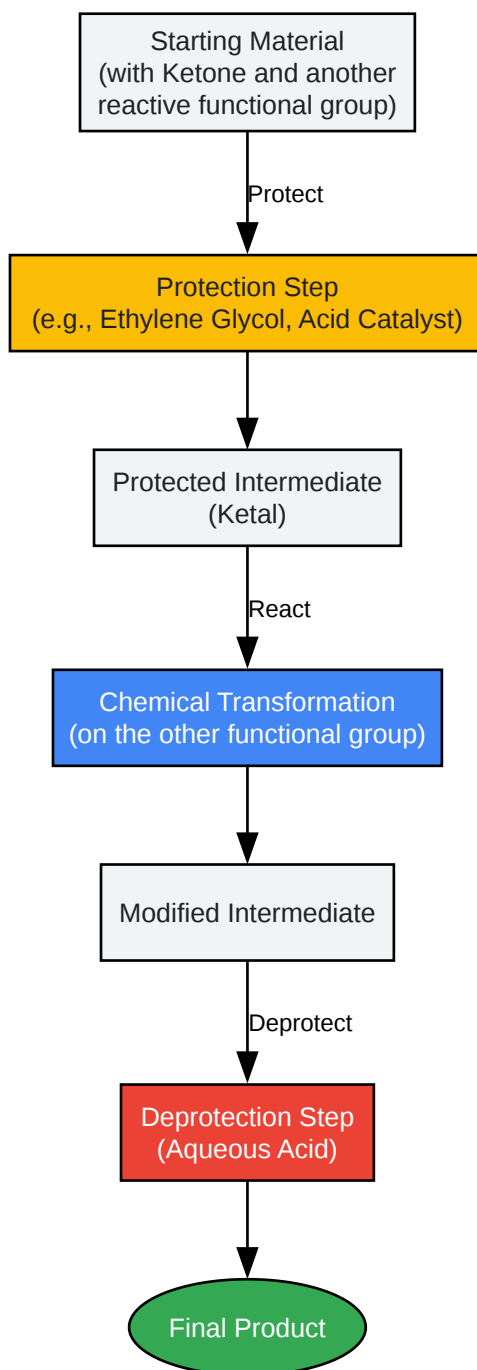 Starting Material
(with Ketone and another
reactive functional group)
Protect
Protection Step
(e.g., Ethylene Glycol, Acid Catalyst)
Protected Intermediate
(Ketal)
React
Chemical Transformation
(on the other functional group)
Modified Intermediate
Deprotect
Deprotection Step
(Aqueous Acid)
Final Product